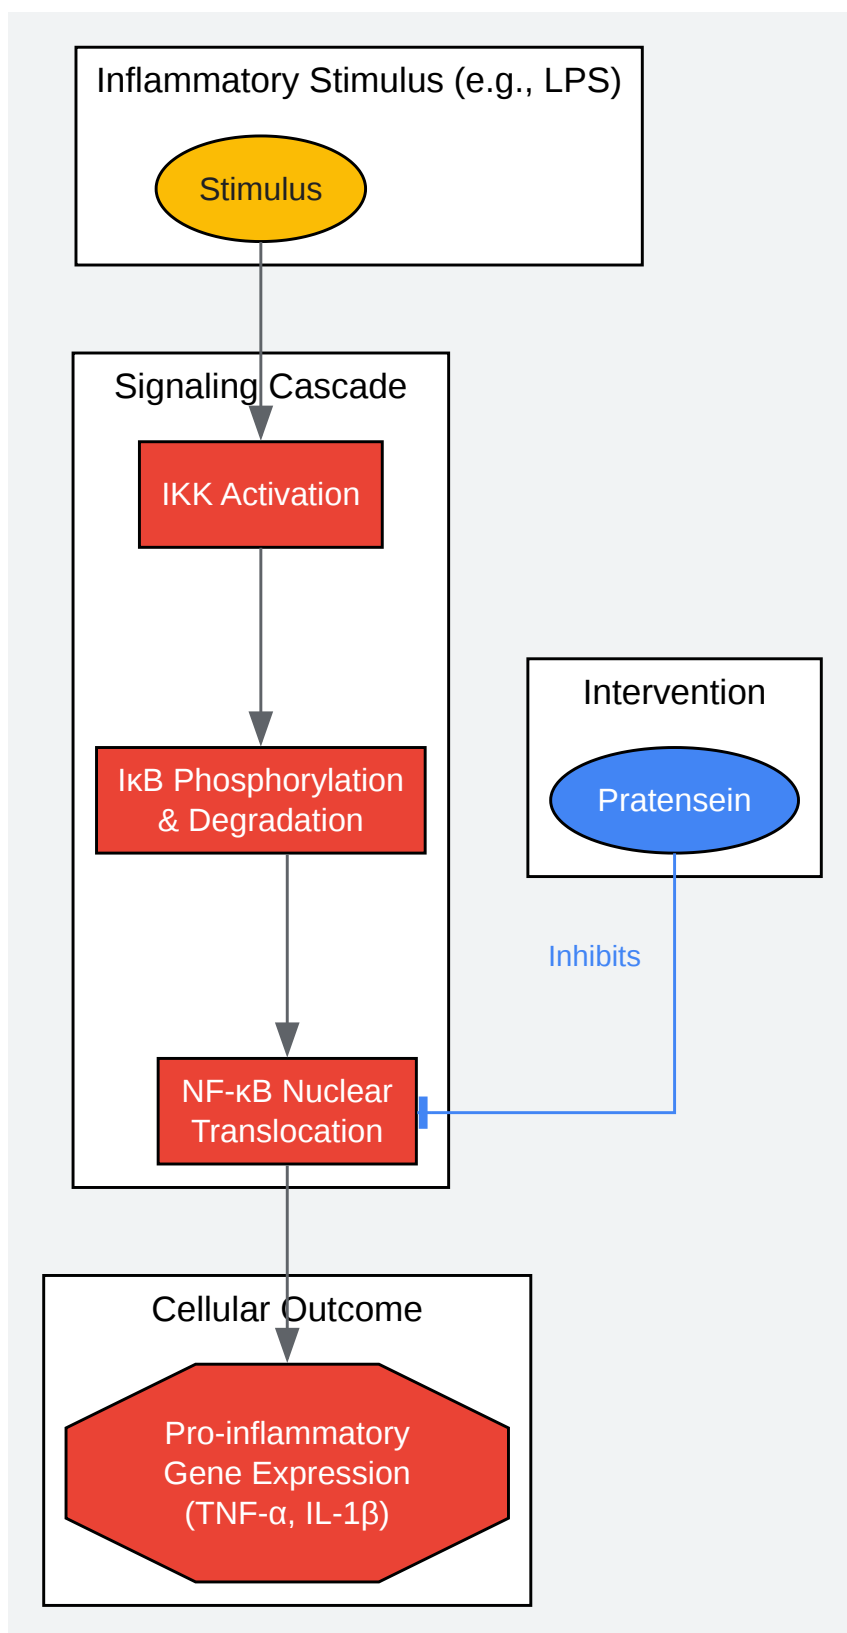 Inflammatory Stimulus (e.g., LPS)
Stimulus
Signaling Cascade
IKK Activation
IκB Phosphorylation
& Degradation
Intervention
Pratensein
Inhibits
NF-κB Nuclear
Translocation
Cellular Outcome
Pro-inflammatory
Gene Expression
(TNF-α, IL-1β)